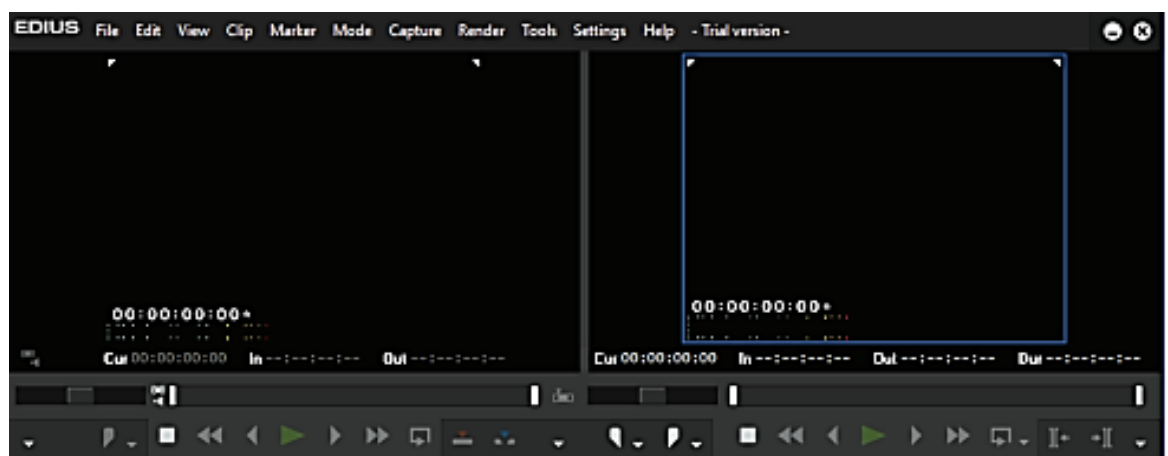 EDIUS File Edit View Clip Marker Mode Capture Render Tools Settings Help - Trial version -
00:00:00:00*
00:00:00:00*
Cur 00:00:00:00 In --:--:--:-- Out --:--:--:--
Cur 00:00:00:00 In --:--:--:-- Out --:--:--:-- Dur --:--:--:--